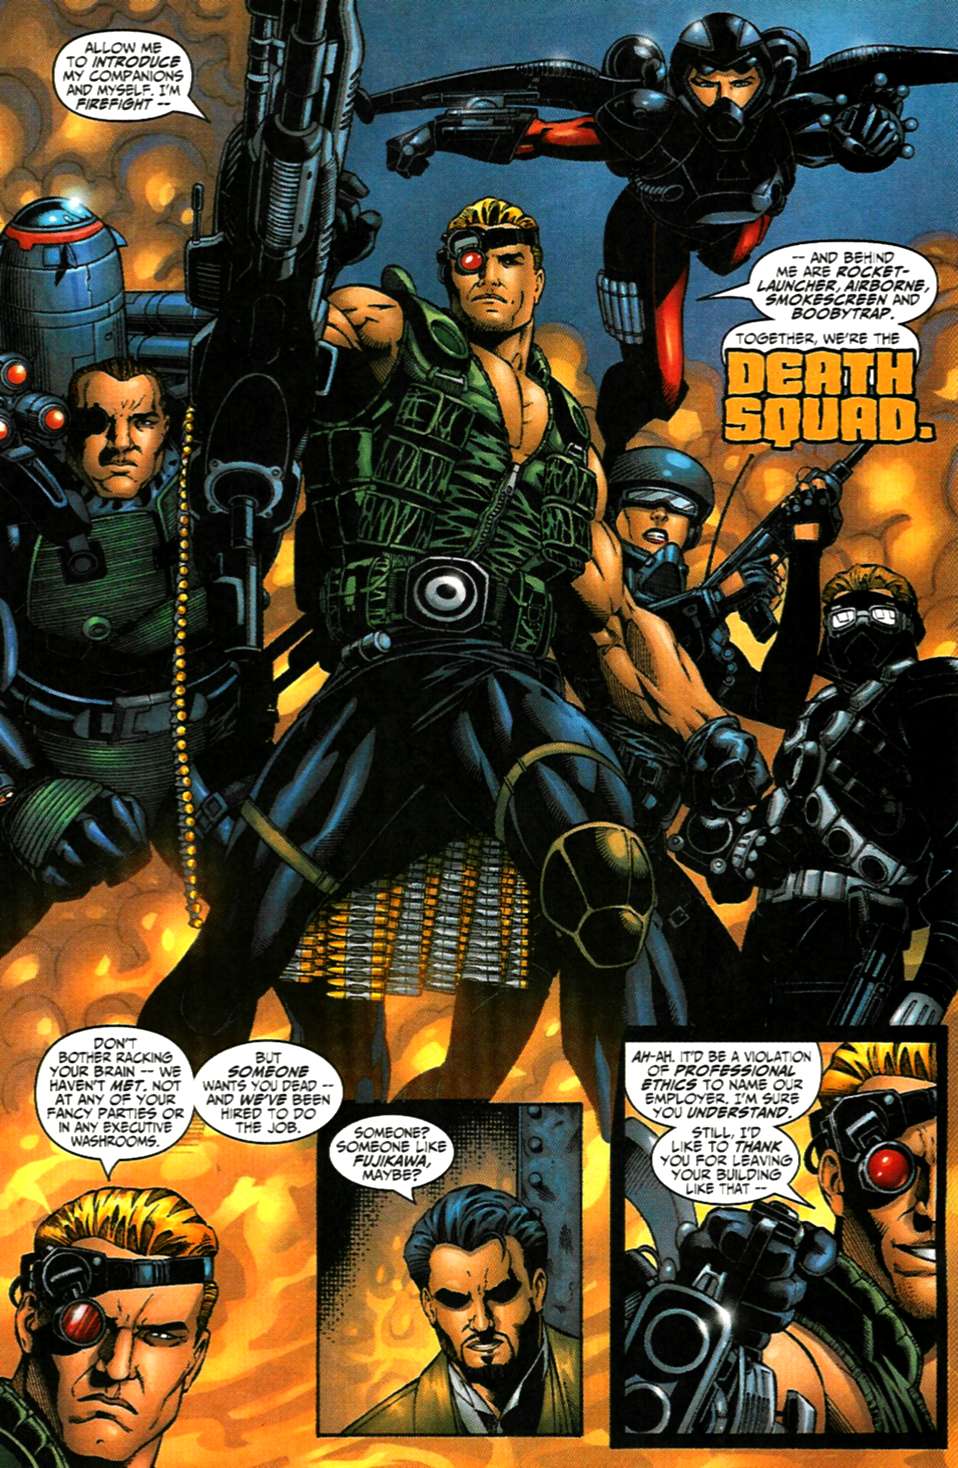 ALLOW ME
TO INTRODUCE
MY COMPANIONS
AND MYSELF. I'M
FIREFIGHT --
-- AND BEHIND
ME ARE ROCKET-
LAUNCHER, AIRBORNE,
SMOKESCREEN AND
BOOBYTRAP.
TOGETHER, WE'RE THE
DEATH
SQUAD.
DON'T
BOTHER RACKING
YOUR BRAIN -- WE
HAVEN'T MET. NOT
AT ANY OF YOUR
FANCY PARTIES OR
IN ANY EXECUTIVE
WASHROOMS.
BUT
SOMEONE
WANTS YOU DEAD --
AND WE'VE BEEN
HIRED TO DO
THE JOB.
SOMEONE?
SOMEONE LIKE
FUJIKAWA,
MAYBE?
AH-AH. IT'D BE A VIOLATION
OF PROFESSIONAL
ETHICS TO NAME OUR
EMPLOYER. I'M SURE
YOU UNDERSTAND.
STILL, I'D
LIKE TO THANK
YOU FOR LEAVING
YOUR BUILDING
LIKE THAT --